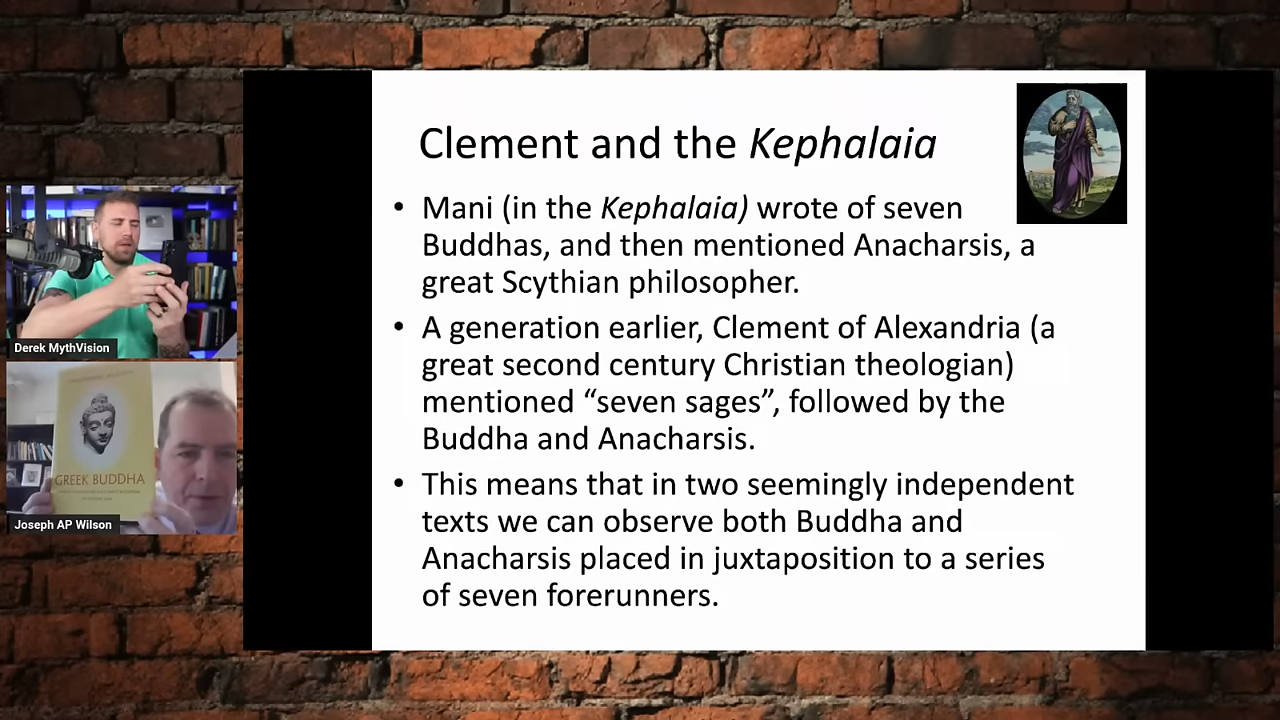 Clement and the Kephalaia
• Mani (in the Kephalaia) wrote of seven
Buddhas, and then mentioned Anacharsis, a
great Scythian philosopher.
• A generation earlier, Clement of Alexandria (a
great second century Christian theologian)
mentioned “seven sages”, followed by the
Buddha and Anacharsis.
• This means that in two seemingly independent
texts we can observe both Buddha and
Anacharsis placed in juxtaposition to a series
of seven forerunners.
Derek MythVision
GREEK BUDDHA
Joseph AP Wilson